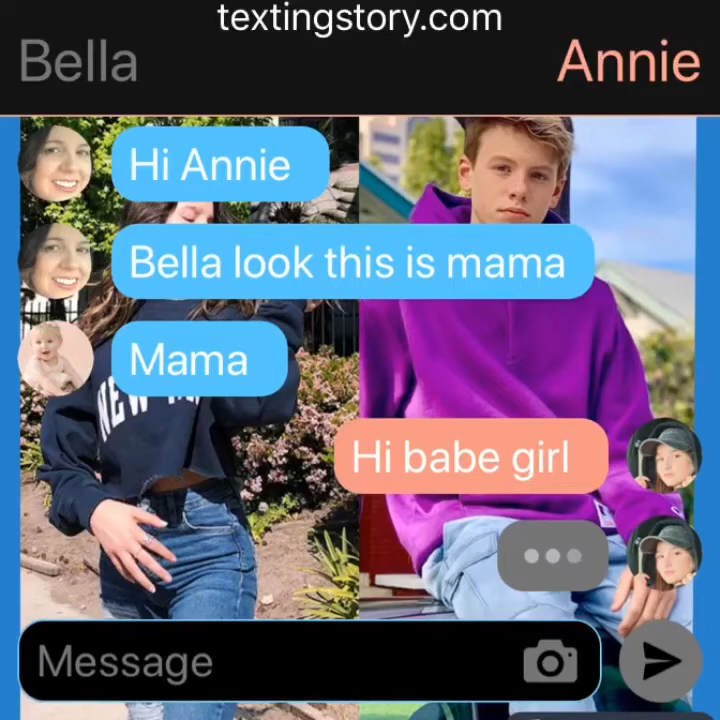 textingstory.com
Bella
Annie
Hi Annie
Bella look this is mama
Mama
Hi babe girl
Message